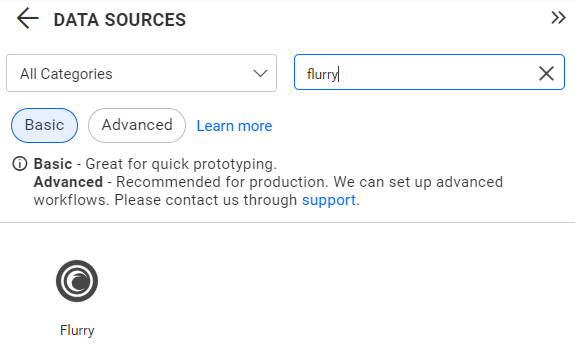 DATA SOURCES
All Categories
flurry
Basic
Advanced
Learn more
Basic - Great for quick prototyping.
Advanced - Recommended for production. We can set up advanced
workflows. Please contact us through support.
Flurry